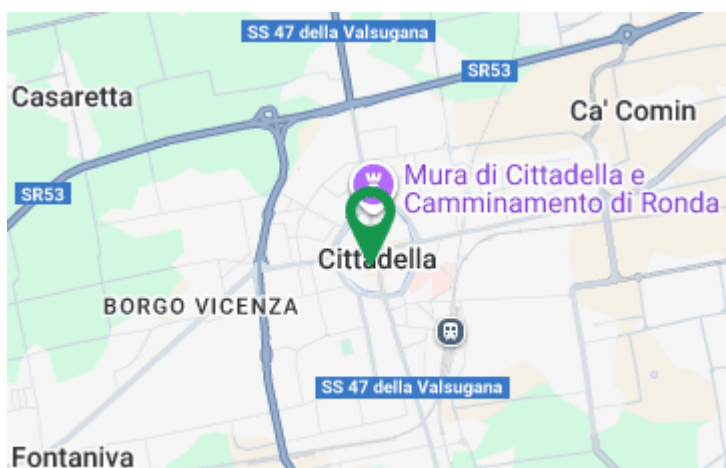 SS 47 della Valsugana
SR53
Casaretta
Ca' Comin
Mura di Cittadella e
Camminamento di Ronda
SR53
Cittadella
BORGO VICENZA
SS 47 della Valsugana
Fontaniva